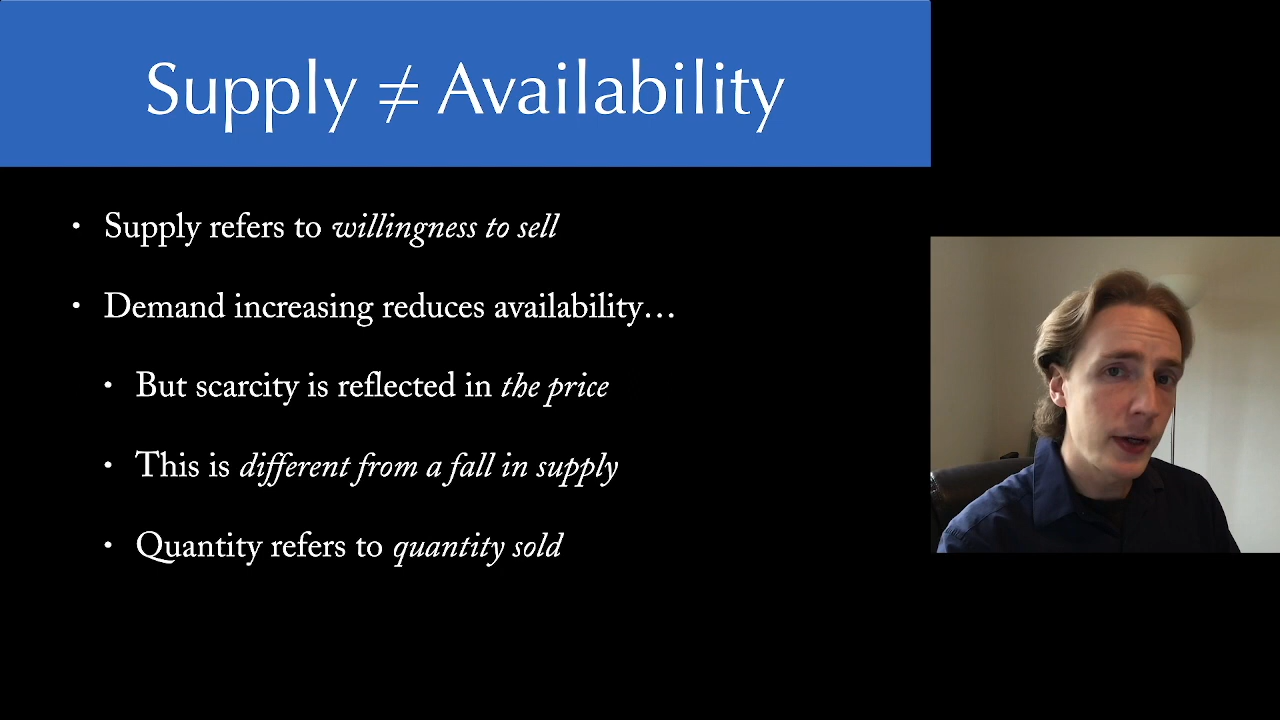 Supply ≠ Availability
• Supply refers to willingness to sell
• Demand increasing reduces availability…
• But scarcity is reflected in the price
• This is different from a fall in supply
• Quantity refers to quantity sold